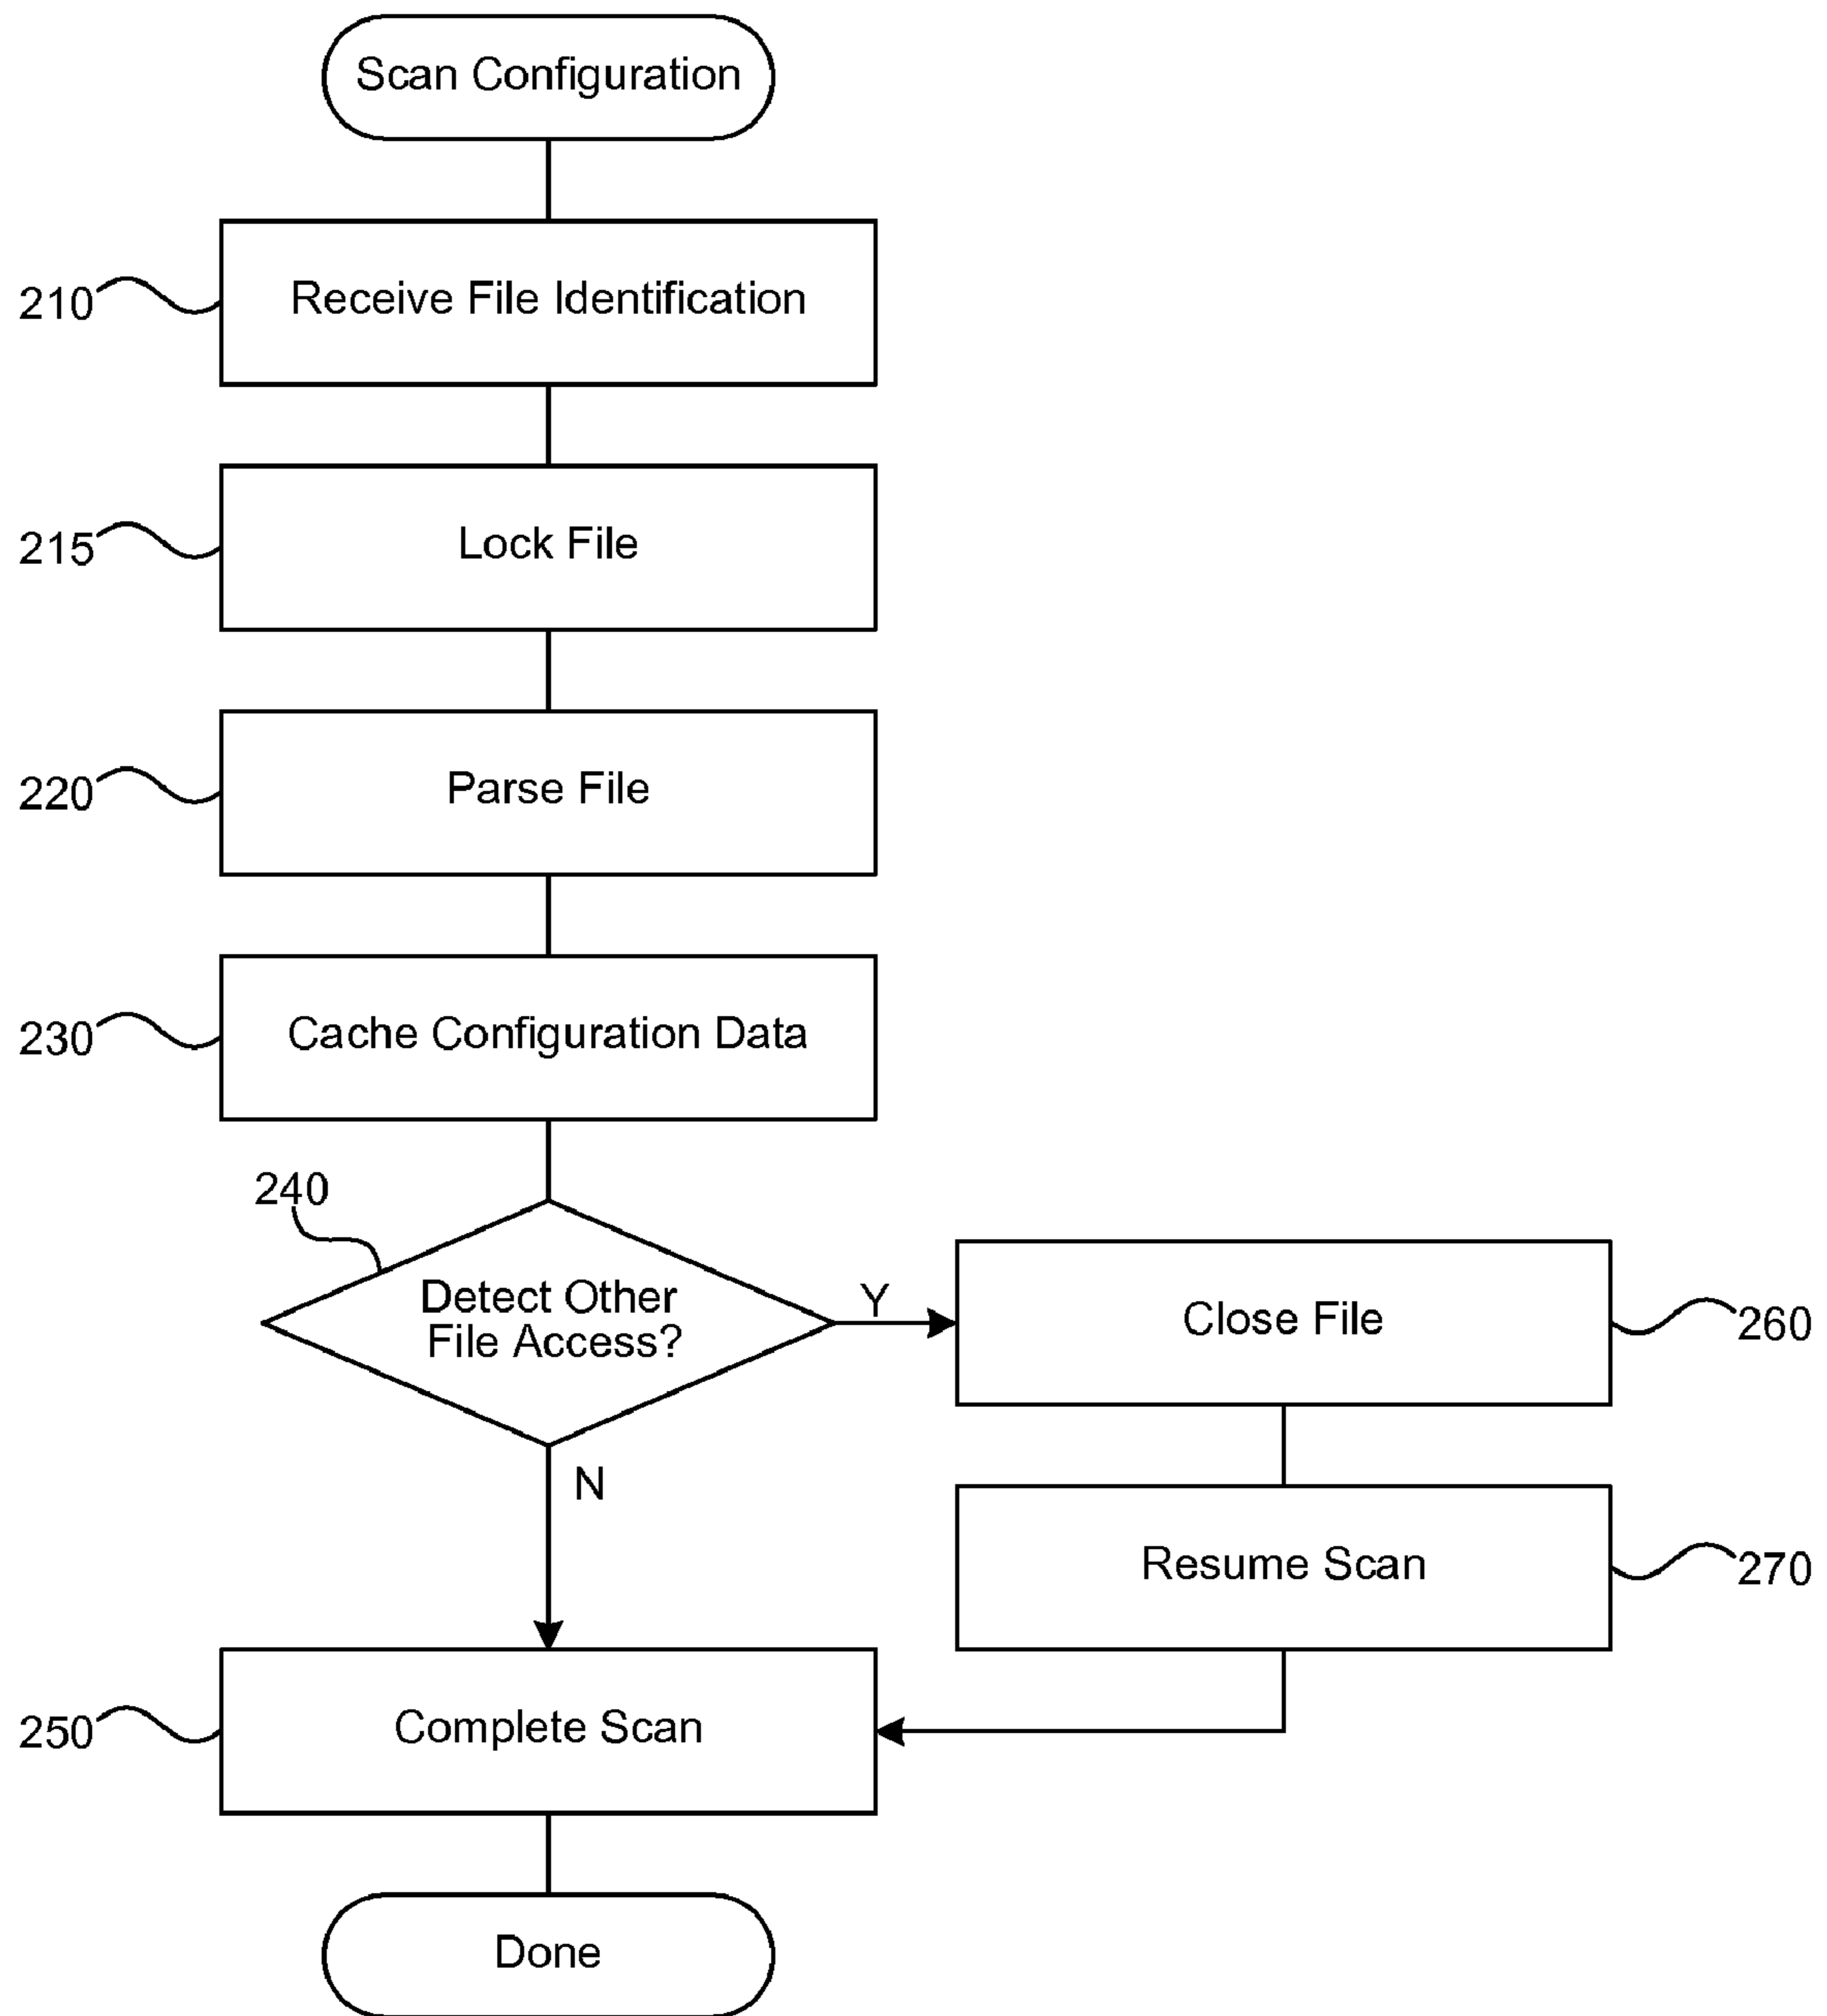 Scan Configuration
210
Receive File Identification
215
Lock File
220
Parse File
230
Cache Configuration Data
240
Detect Other
File Access?
Y
Close File
260
N
Resume Scan
270
250
Complete Scan
Done